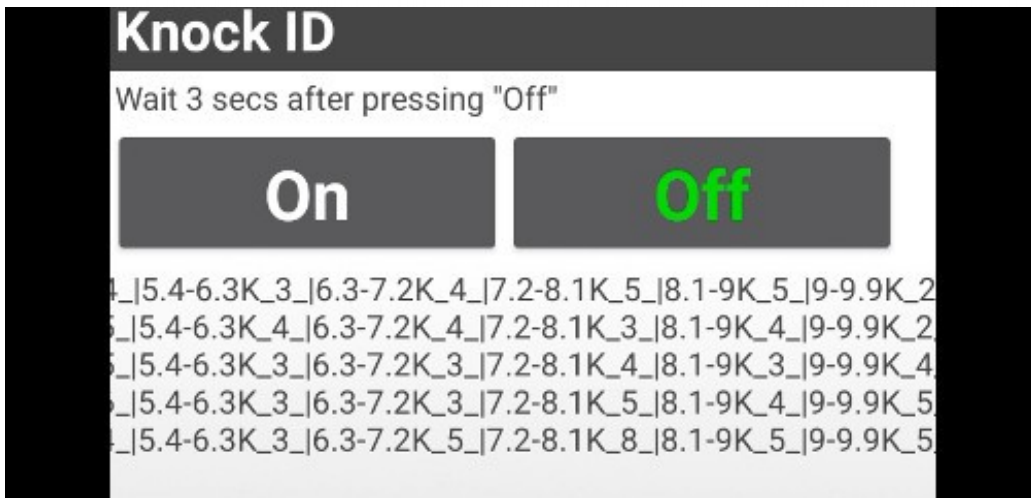 Knock ID
Wait 3 secs after pressing "Off"
On Off
_|5.4-6.3K_3_|6.3-7.2K_4_|7.2-8.1K_5_|8.1-9K_5_|9-9.9K_2
_|5.4-6.3K_4_|6.3-7.2K_4_|7.2-8.1K_3_|8.1-9K_4_|9-9.9K_2
_|5.4-6.3K_3_|6.3-7.2K_3_|7.2-8.1K_4_|8.1-9K_3_|9-9.9K_4
_|5.4-6.3K_3_|6.3-7.2K_3_|7.2-8.1K_5_|8.1-9K_4_|9-9.9K_5
_|5.4-6.3K_3_|6.3-7.2K_5_|7.2-8.1K_8_|8.1-9K_5_|9-9.9K_5